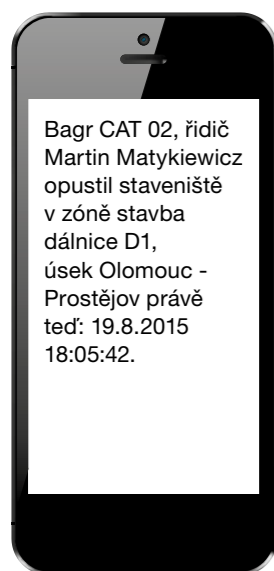 Bagr CAT 02, řidič
Martin Matykiewicz
opustil staveniště
v zóně stavba
dálnice D1,
úsek Olomouc -
Prostějov právě
teď: 19.8.2015
18:05:42.